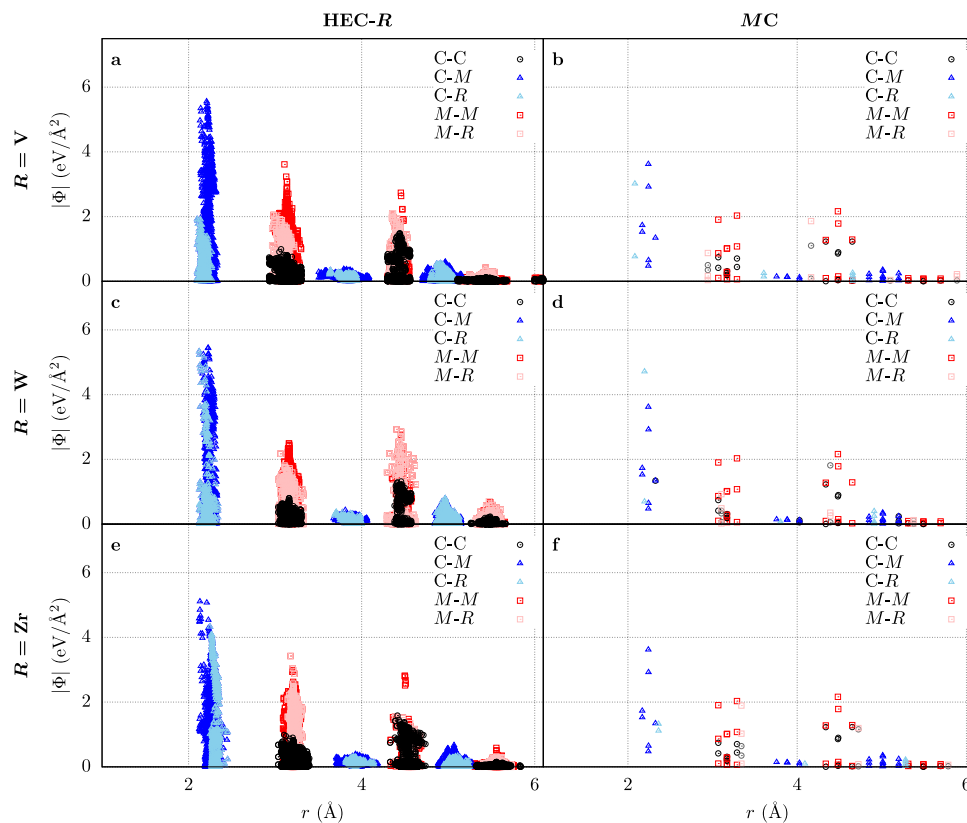 HEC-R
MC
R = V
|Φ| (eV/Å²)
6
4
2
0
a
C-C
C-M
C-R
M-M
M-R
b
C-C
C-M
C-R
M-M
M-R
R = W
|Φ| (eV/Å²)
6
4
2
0
c
C-C
C-M
C-R
M-M
M-R
d
C-C
C-M
C-R
M-M
M-R
R = Zr
|Φ| (eV/Å²)
6
4
2
0
e
C-C
C-M
C-R
M-M
M-R
f
C-C
C-M
C-R
M-M
M-R
2 4 6
2 4 6
r (Å)
r (Å)